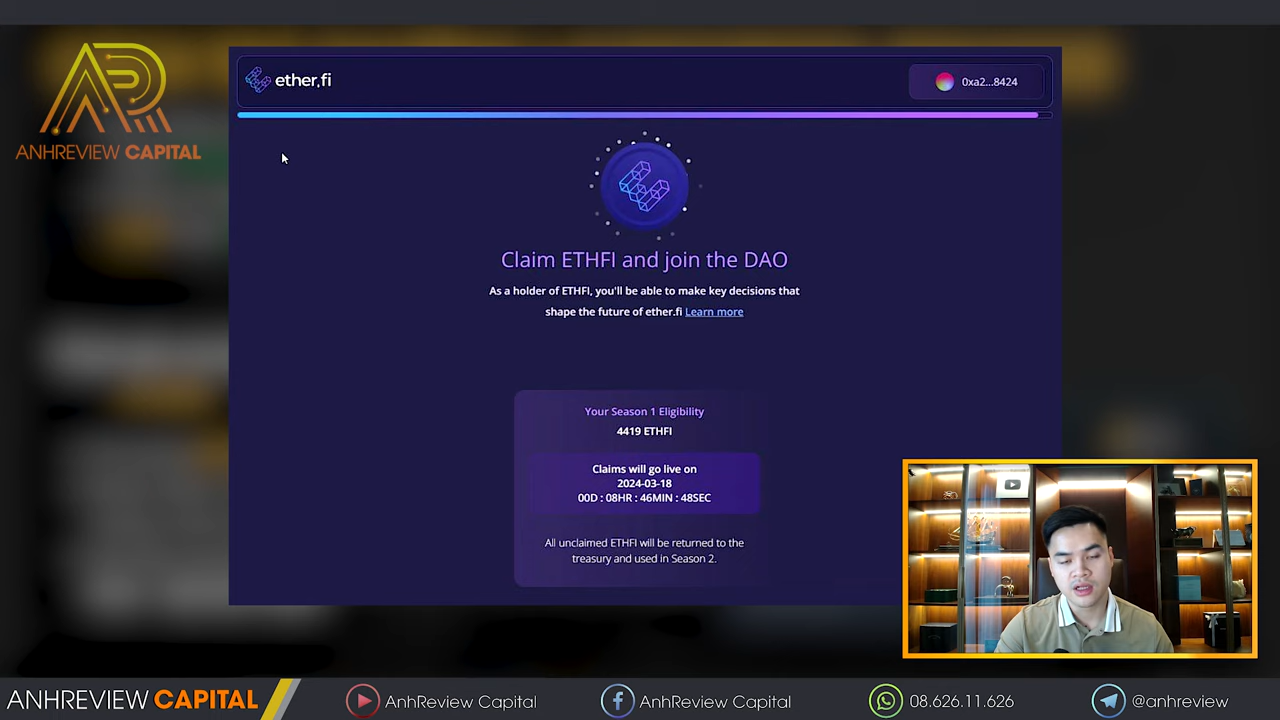 ANHREVIEW CAPITAL
ether.fi
0xa2...8424
Claim ETHFI and join the DAO
As a holder of ETHFI, you'll be able to make key decisions that
shape the future of ether.fi Learn more
Your Season 1 Eligibility
4419 ETHFI
Claims will go live on
2024-03-18
00D : 08HR : 46MIN : 48SEC
All unclaimed ETHFI will be returned to the
treasury and used in Season 2.
ANHREVIEW CAPITAL
AnhReview Capital
AnhReview Capital
08.626.11.626
@anhreview